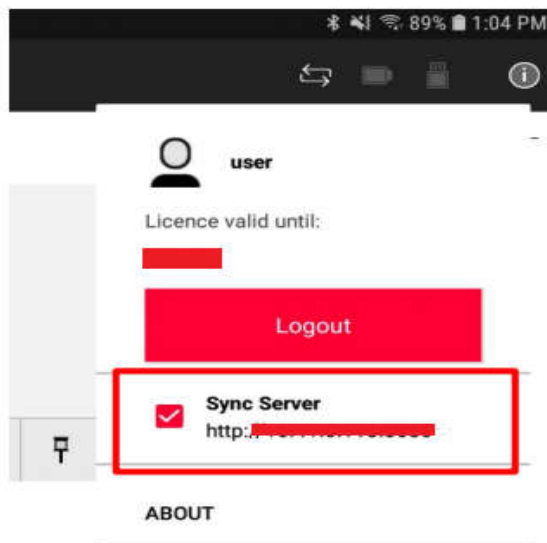 89% 1:04 PM
user
Licence valid until:
Logout
Sync Server
http:/
ABOUT